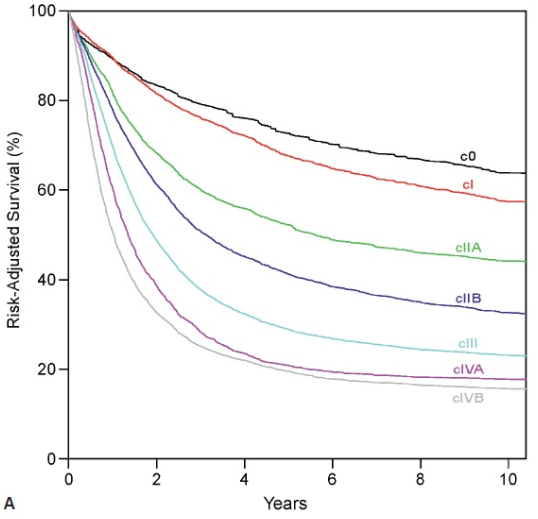 100
80
60
40
20
0
Risk-Adjusted Survival (%)
c0
cI
cIIA
cIIB
cIII
cIVA
cIVB
0 2 4 6 8 10
Years
A